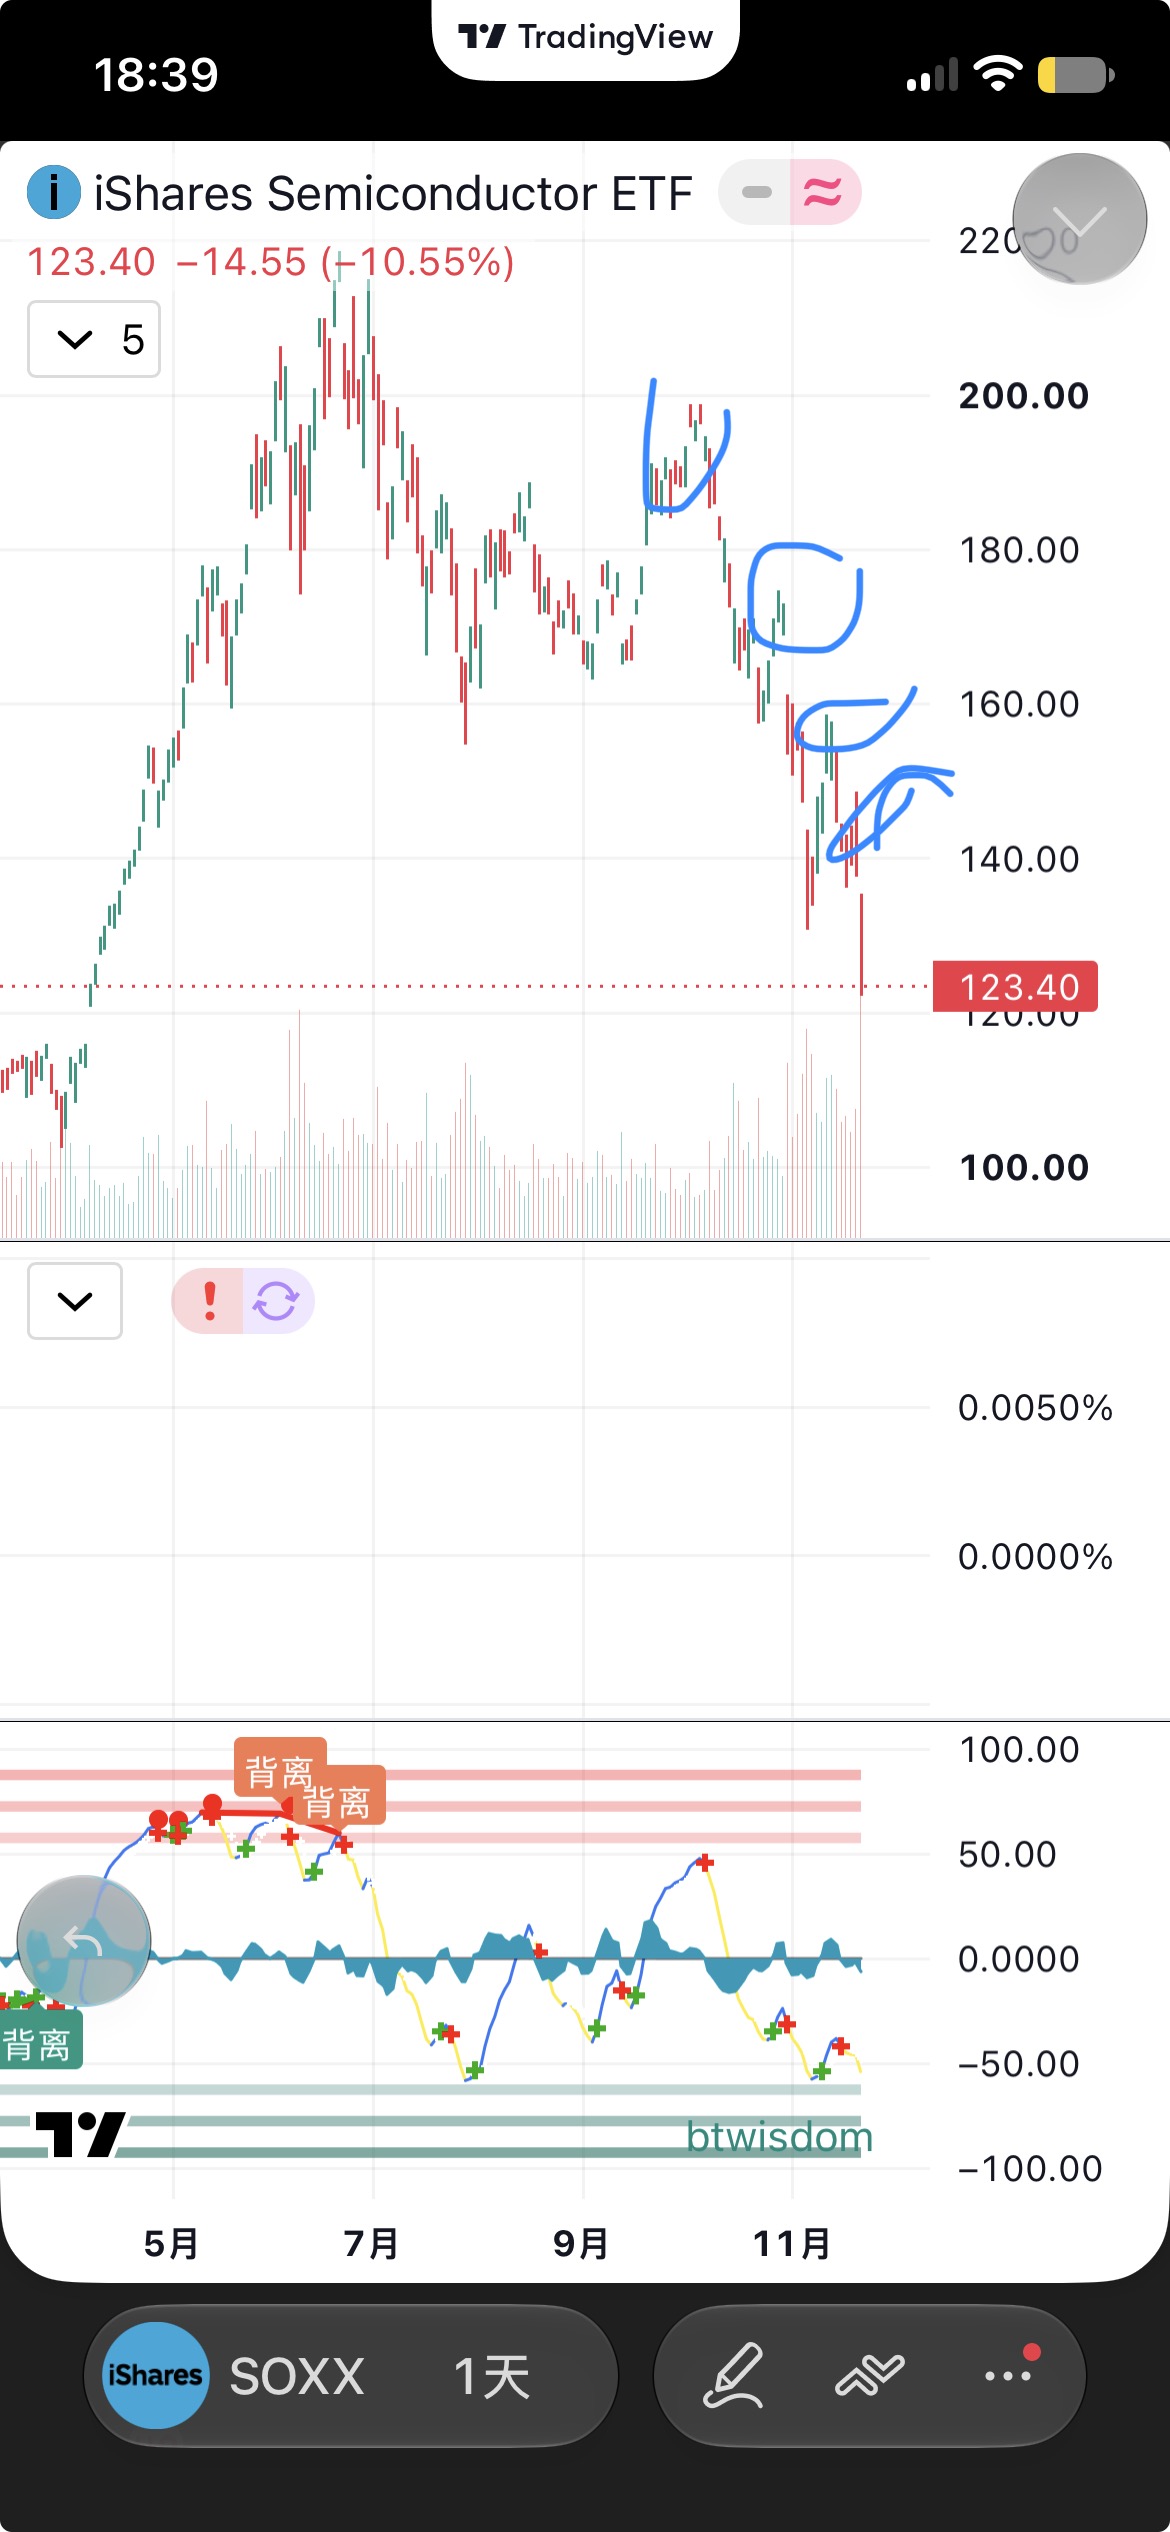 TradingView
18:39
iShares Semiconductor ETF
123.40 −14.55 (−10.55%)
5
200.00
180.00
160.00
140.00
123.40
120.00
100.00
0.0050%
0.0000%
100.00
背离
背离
50.00
0.0000
背离
−50.00
btwisdom
−100.00
5月 7月 9月 11月
iShares SOXX 1天